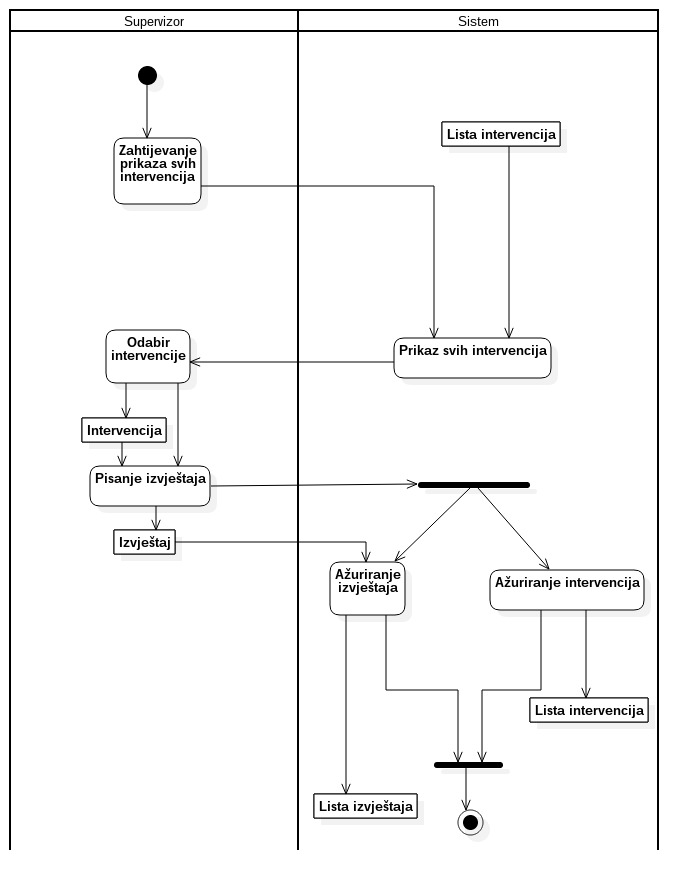 Supervizor
Sistem
Lista intervencija
Zahtijevanje
prikaza svih
intervencija
Odabir
intervencije
Prikaz svih intervencija
Intervencija
Pisanje izvještaja
Izvještaj
Ažuriranje
izvještaja
Ažuriranje intervencija
Lista intervencija
Lista izvještaja